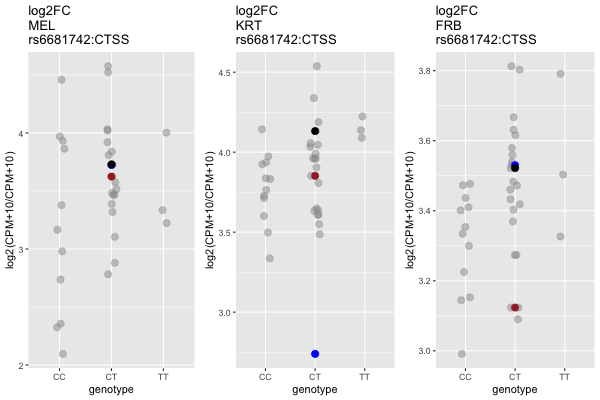 log2FC
MEL
rs6681742:CTSS
log2(CPM+10/CPM+10)
4
3
2
CC
CT
TT
genotype
log2FC
KRT
rs6681742:CTSS
log2(CPM+10/CPM+10)
4.5
4.0
3.5
3.0
CC
CT
TT
genotype
log2FC
FRB
rs6681742:CTSS
log2(CPM+10/CPM+10)
3.8
3.6
3.4
3.2
3.0
CC
CT
TT
genotype